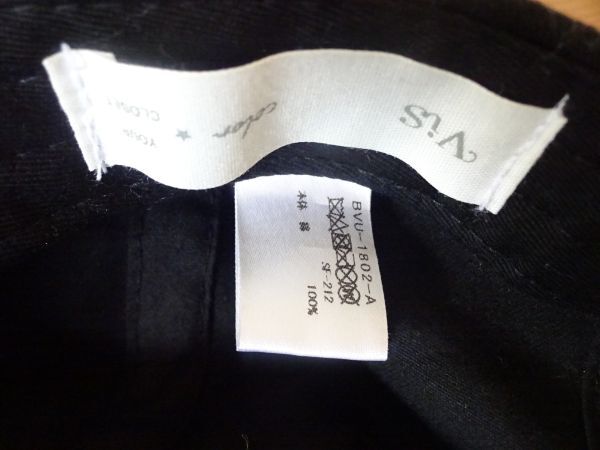 ViS
color
YOUR
CLOSET
BVU-1802-A
SF-212
本体 綿 100%